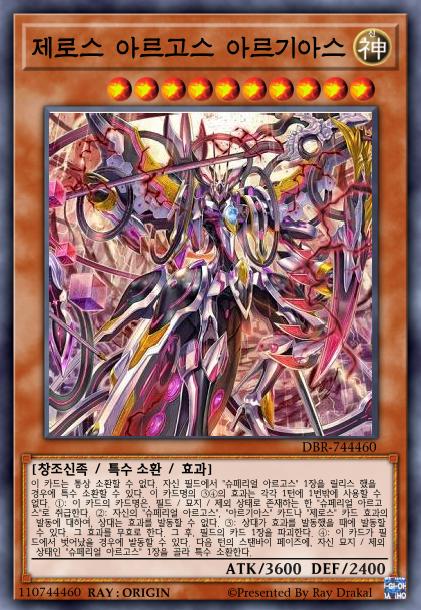 제로스 아르고스 아르기아스
신
神
DBR-744460
[창조신족 / 특수 소환 / 효과]
이 카드는 통상 소환할 수 없다. 자신 필드에서 "슈페리얼 아르고스" 1장을 릴리스 했을
경우에 특수 소환할 수 있다. 이 카드명의 ③④의 효과는 각각 1턴에 1번밖에 사용할 수
없다. ①: 이 카드의 카드명은, 필드 / 묘지 / 제외 상태로 존재하는 한 "슈페리얼 아르고
스"로 취급한다. ②: 자신의 "슈페리얼 아르고스", "아르기아스" 카드나 "제로스" 카드 효과의
발동에 대하여, 상대는 효과를 발동할 수 없다. ③: 상대가 효과를 발동했을 때에 발동할
수 있다. 그 효과를 무효로 한다. 그 후, 필드의 카드 1장을 파괴한다. ④: 이 카드가 필
드에서 벗어났을 경우에 발동할 수 있다. 다음 턴의 스탠바이 페이즈에, 자신 묘지 / 제외
상태인 "슈페리얼 아르고스" 1장을 골라 특수 소환한다.
ATK/3600 DEF/2400
110744460 RAY : ORIGIN ©Presented By Ray Drakal